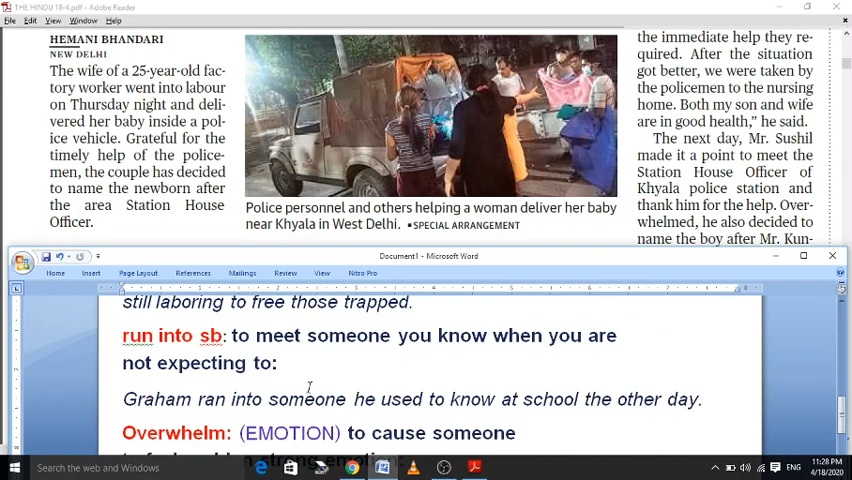 THE HINDU 18-4.pdf - Adobe Reader
File Edit View Window Help
HEMANI BHANDARI
NEW DELHI
The wife of a 25-year-old fac-
tory worker went into labour
on Thursday night and deli-
vered her baby inside a pol-
ice vehicle. Grateful for the
timely help of the police-
men, the couple has decided
to name the newborn after
the area Station House
Officer.
Police personnel and others helping a woman deliver her baby
near Khyala in West Delhi. ■ SPECIAL ARRANGEMENT
the immediate help they re-
quired. After the situation
got better, we were taken by
the policemen to the nursing
home. Both my son and wife
are in good health,” he said.
The next day, Mr. Sushil
made it a point to meet the
Station House Officer of
Khyala police station and
thank him for the help. Over-
whelmed, he also decided to
name the boy after Mr. Kun-
Document1 - Microsoft Word
Home Insert Page Layout References Mailings Review View Nitro Pro
still laboring to free those trapped.
run into sb: to meet someone you know when you are
not expecting to:
Graham ran into someone he used to know at school the other day.
Overwhelm: (EMOTION) to cause someone
Search the web and Windows
ENG
11:28 PM
4/18/2020